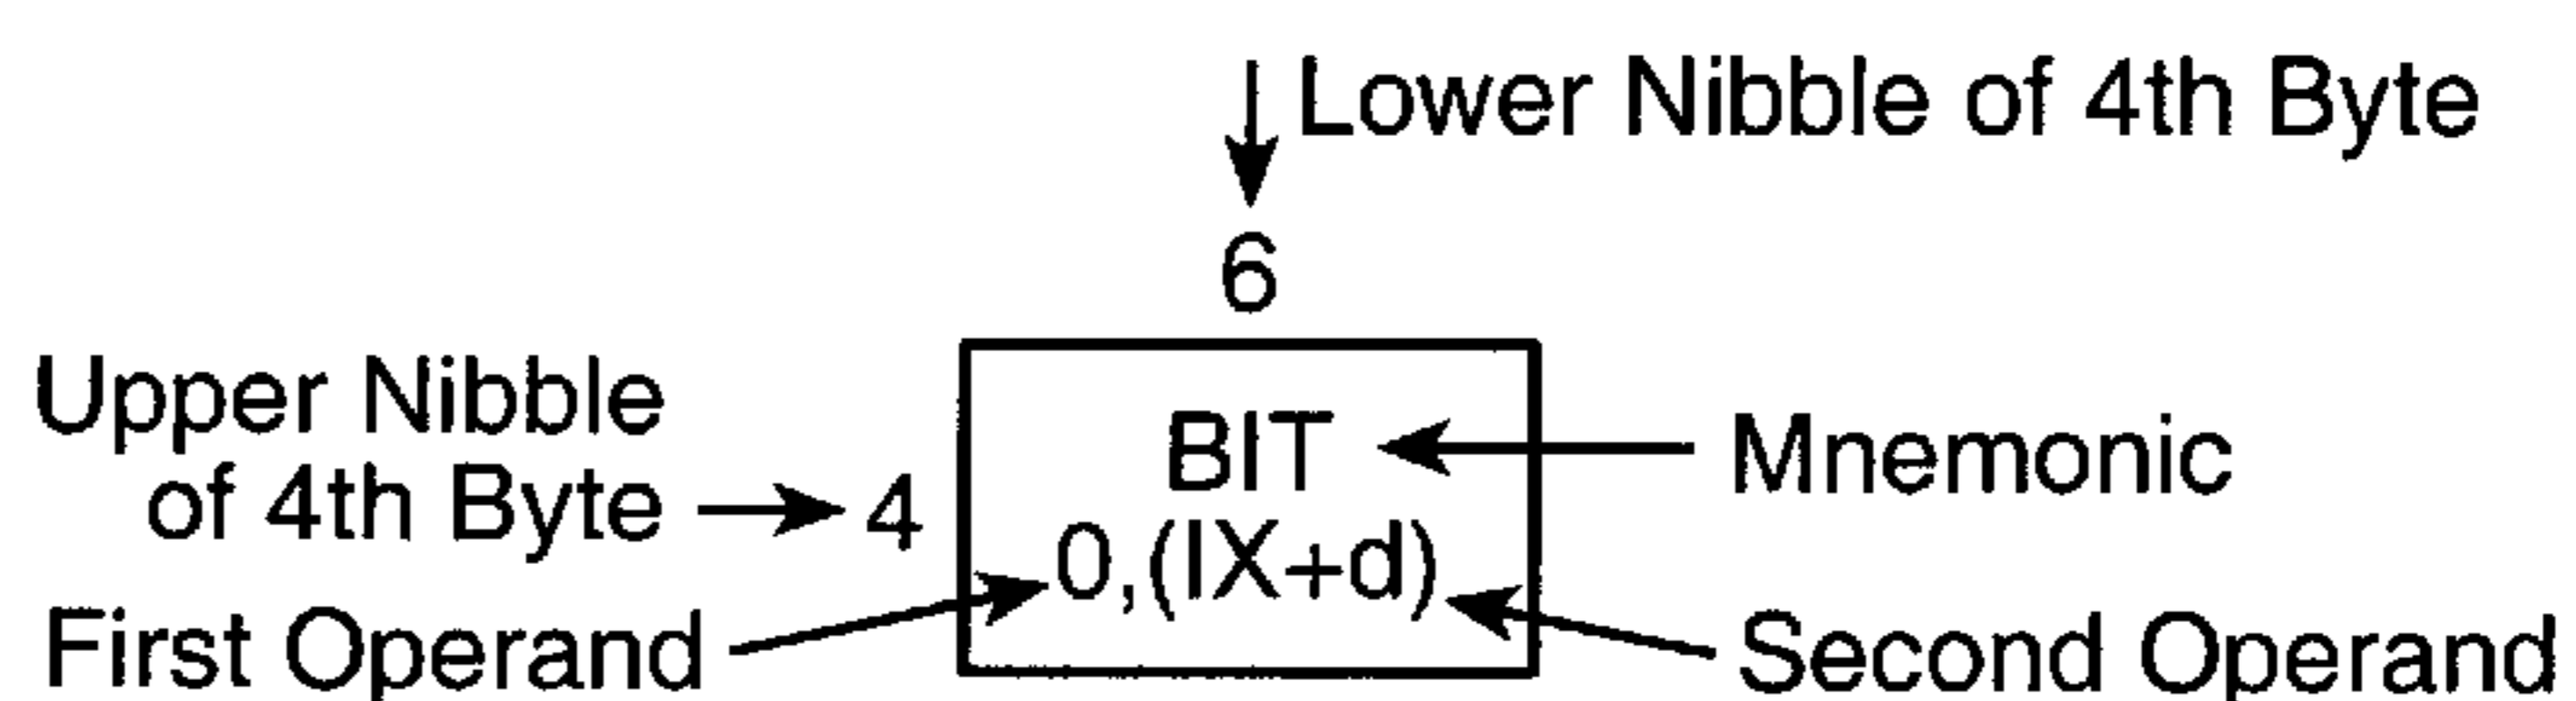 Lower Nibble of 4th Byte
6
Upper Nibble
of 4th Byte
4
BIT
Mnemonic
0,(IX+d)
First Operand
Second Operand